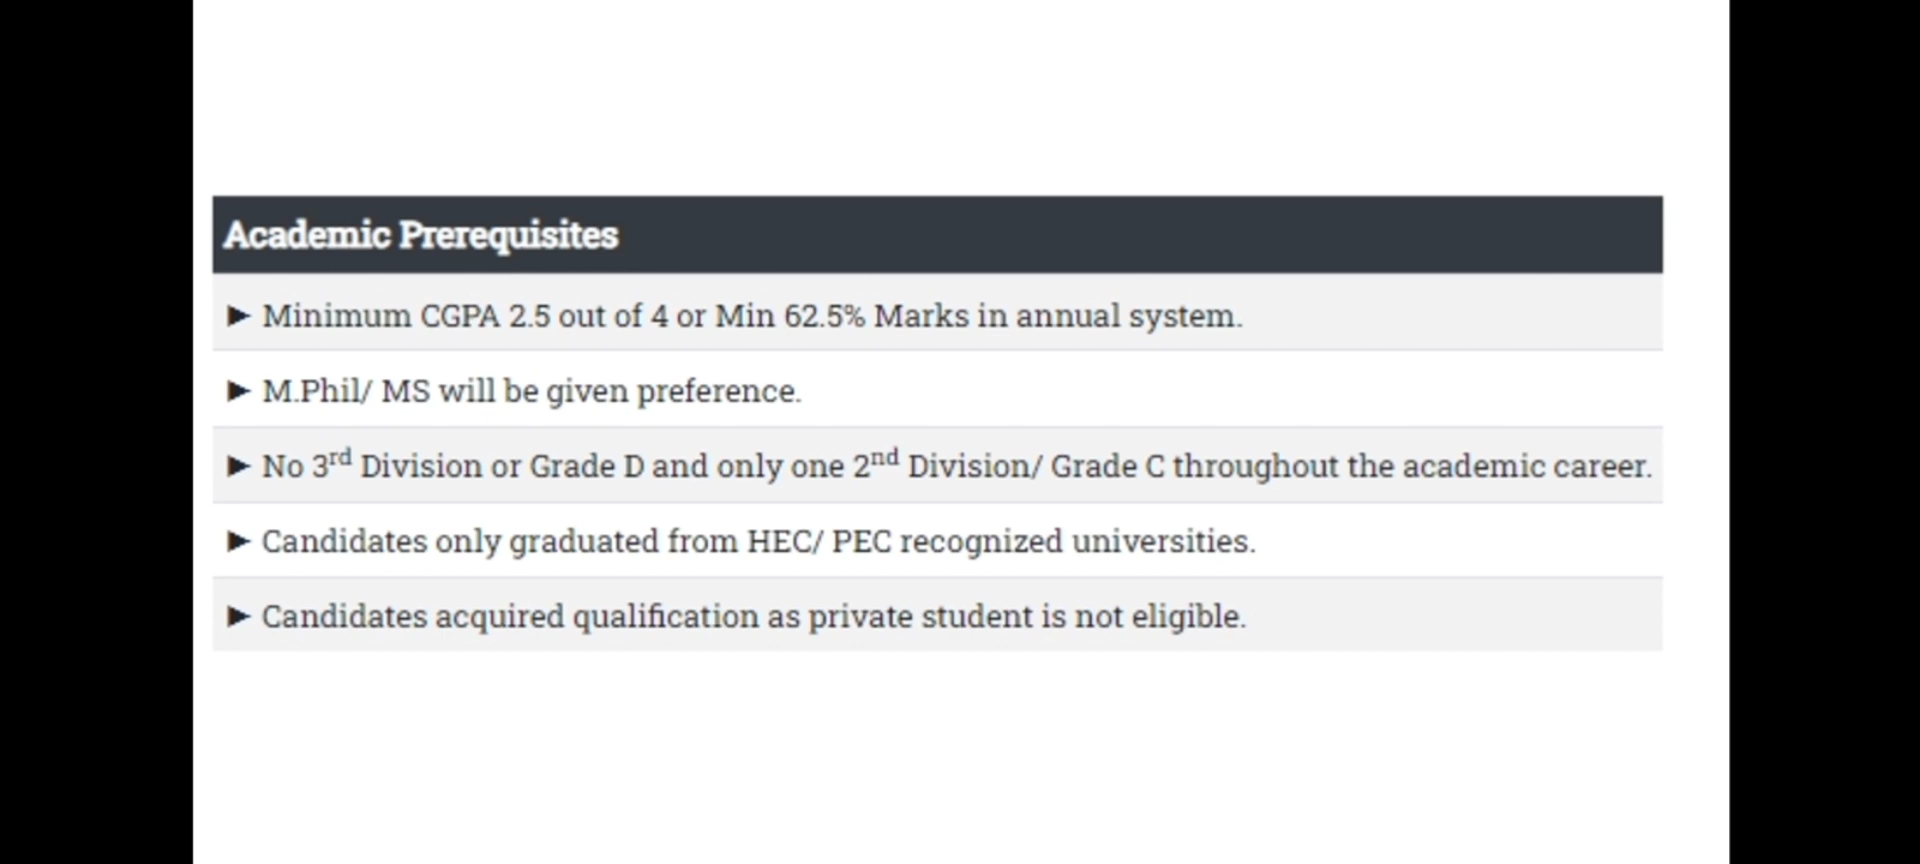 Academic Prerequisites
► Minimum CGPA 2.5 out of 4 or Min 62.5% Marks in annual system.
► M.Phil/ MS will be given preference.
► No 3rd Division or Grade D and only one 2nd Division/ Grade C throughout the academic career.
► Candidates only graduated from HEC/ PEC recognized universities.
► Candidates acquired qualification as private student is not eligible.